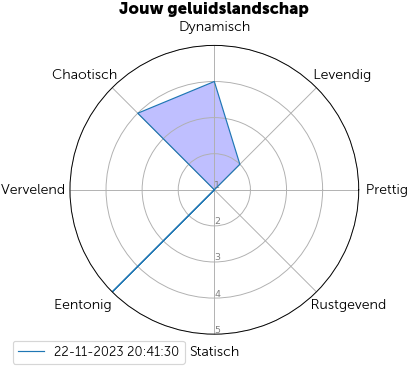 Jouw geluidslandschap
Dynamisch
Chaotisch
Levendig
Vervelend
1
Prettig
2
3
4
5
Eentonig
Rustgevend
22-11-2023 20:41:30
Statisch